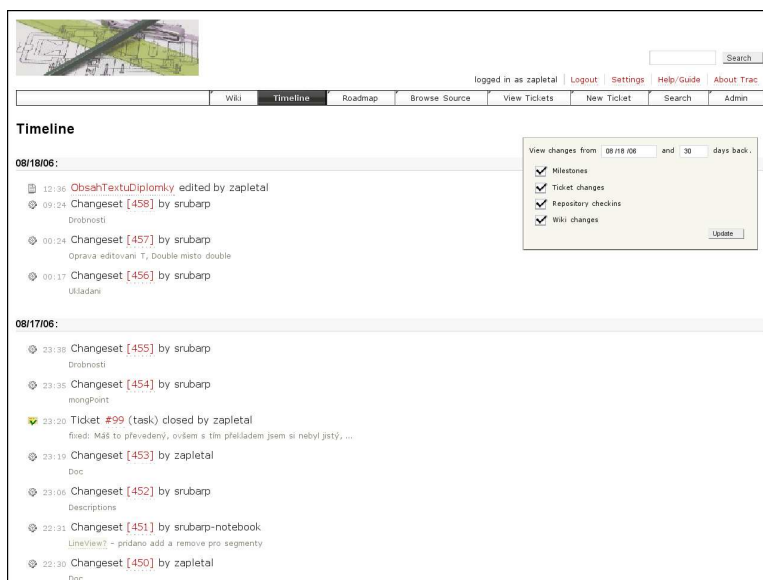 Search
logged in as zapletal Logout Settings Help/Guide About Trac
Wiki Timeline Roadmap Browse Source View Tickets New Ticket Search Admin
Timeline
View changes from 08 /18 /06 and 30 days back.
Milestones
Ticket changes
Repository checkins
Wiki changes
Update
08/18/06:
12:36 ObsahTextuDiplomky edited by zapletal
09:24 Changeset [458] by srubarp
Drobnosti
00:24 Changeset [457] by srubarp
Oprava editovani T, Double misto double
00:17 Changeset [456] by srubarp
Ukladani
08/17/06:
23:38 Changeset [455] by srubarp
Drobnosti
23:35 Changeset [454] by srubarp
mongPoint
23:20 Ticket #99 (task) closed by zapletal
fixed: Máš to převedený, ovšem s tím překladem jsem si nebyl jistý, ...
23:19 Changeset [453] by zapletal
Doc
23:06 Changeset [452] by srubarp
Descriptions
22:31 Changeset [451] by srubarp-notebook
LineView? - pridano add a remove pro segmenty
22:30 Changeset [450] by zapletal
Doc